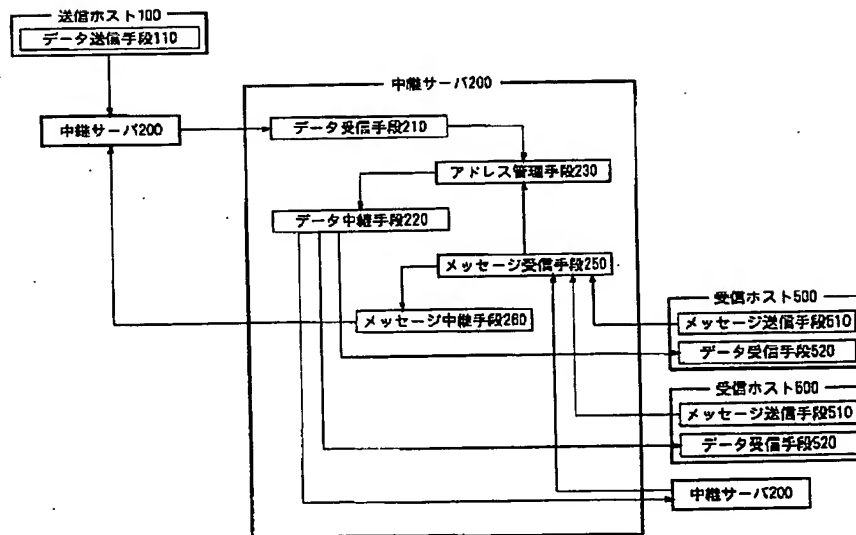 送信ホスト100
データ送信手段110
中継サーバ200
中継サーバ200
データ受信手段210
アドレス管理手段230
データ中継手段220
メッセージ受信手段250
メッセージ中継手段260
受信ホスト500
メッセージ送信手段510
データ受信手段520
受信ホスト500
メッセージ送信手段510
データ受信手段520
中継サーバ200